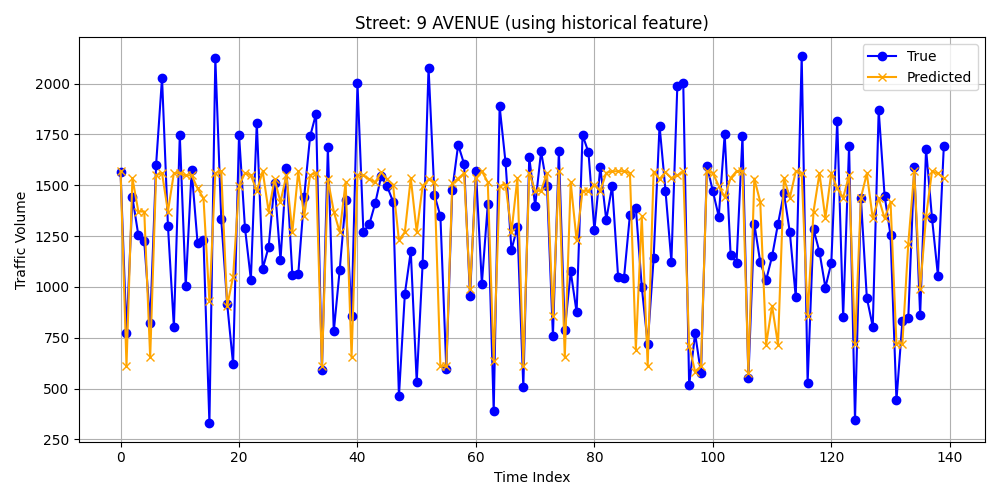 Street: 9 AVENUE (using historical feature)
True
Predicted
Traffic Volume
2000
1750
1500
1250
1000
750
500
250
0 20 40 60 80 100 120 140
Time Index